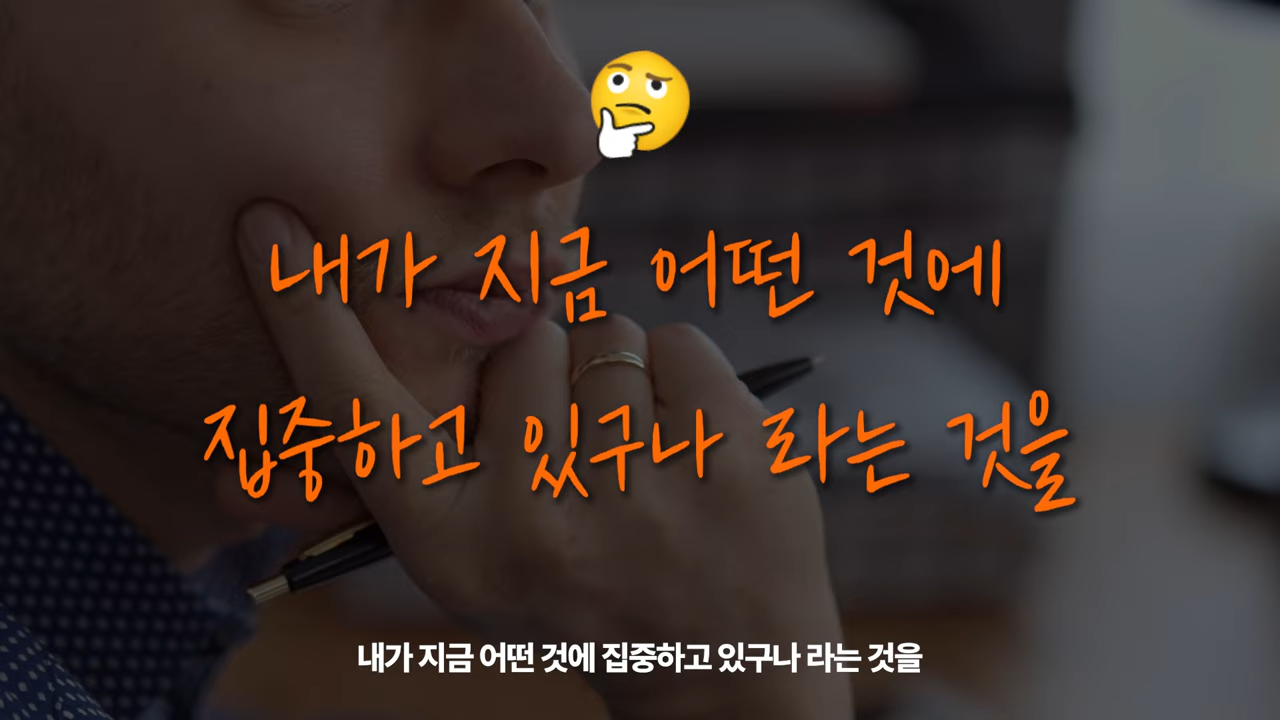 내가 지금 어떤 것에
집중하고 있구나 라는 것을
내가 지금 어떤 것에 집중하고 있구나 라는 것을